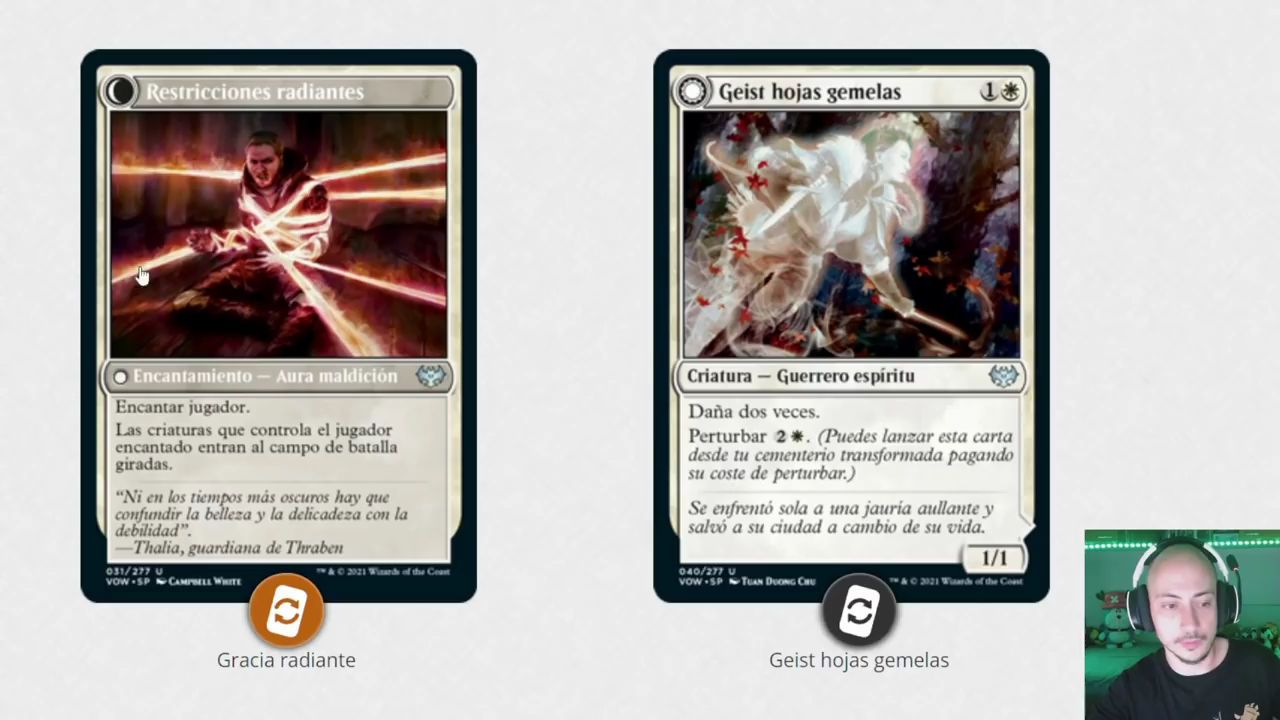 Restricciones radiantes
Encantamiento — Aura maldición
Encantar jugador.
Las criaturas que controla el jugador
encantado entran al campo de batalla
giradas.
“Ni en los tiempos más oscuros hay que
confundir la belleza y la delicadeza con la
debilidad”.
—Thalia, guardiana de Thraben
031/277 U
VOW • SP CAMPBELL WHITE
™ & © 2021 Wizards of the Coast
Gracia radiante
Geist hojas gemelas
1
Criatura — Guerrero espíritu
Daña dos veces.
Perturbar 2. (Puedes lanzar esta carta
desde tu cementerio transformada pagando
su coste de perturbar.)
Se enfrentó sola a una jauría aullante y
salvó a su ciudad a cambio de su vida.
1/1
040/277 U
VOW • SP TUAN DUONG CHU
™ & © 2021 Wizards of the Coast
Geist hojas gemelas